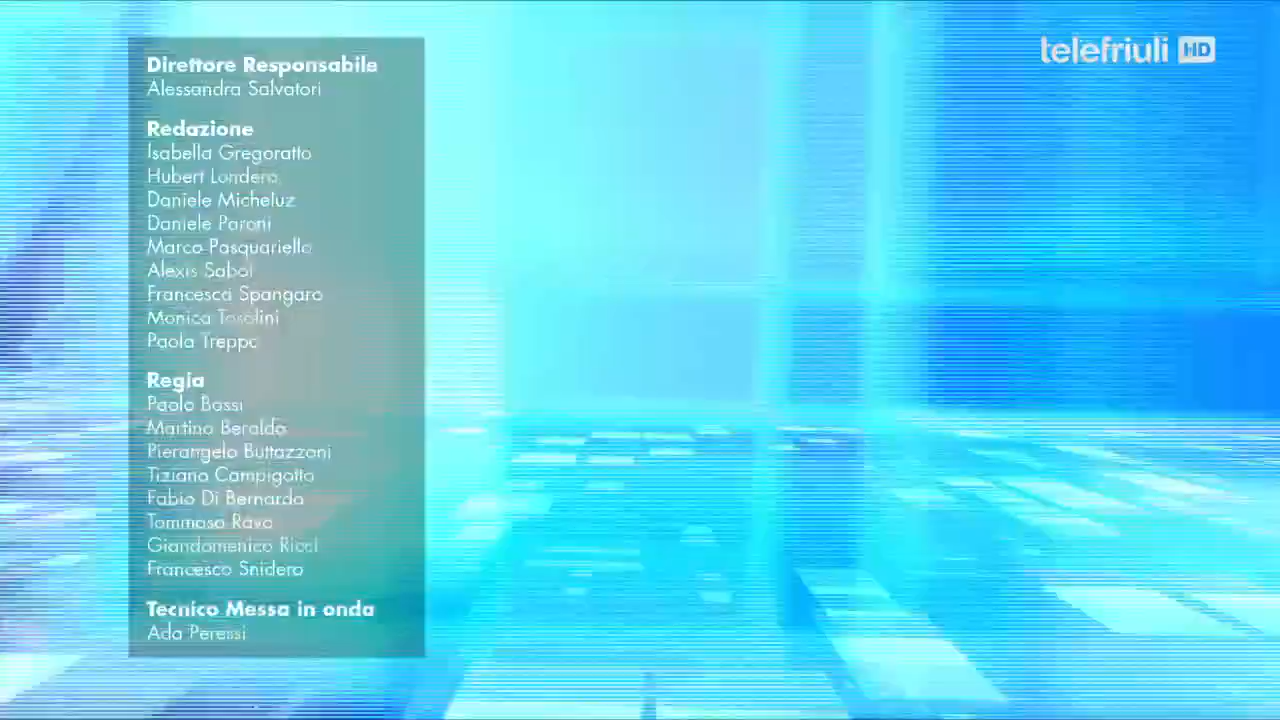 telefriuli HD
Direttore Responsabile
Alessandra Salvatori
Redazione
Isabella Gregoratto
Hubert Londero
Daniele Micheluz
Daniele Paroni
Marco Pasquariello
Alexis Sabot
Francesca Spangaro
Monica Tosolini
Paola Treppo
Regia
Paolo Bassi
Martino Beraldo
Pierangelo Buttazzoni
Tiziano Campigotto
Fabio Di Bernardo
Tommaso Ravo
Giandomenico Ricci
Francesco Snidero
Tecnico Messa in onda
Ada Peressi